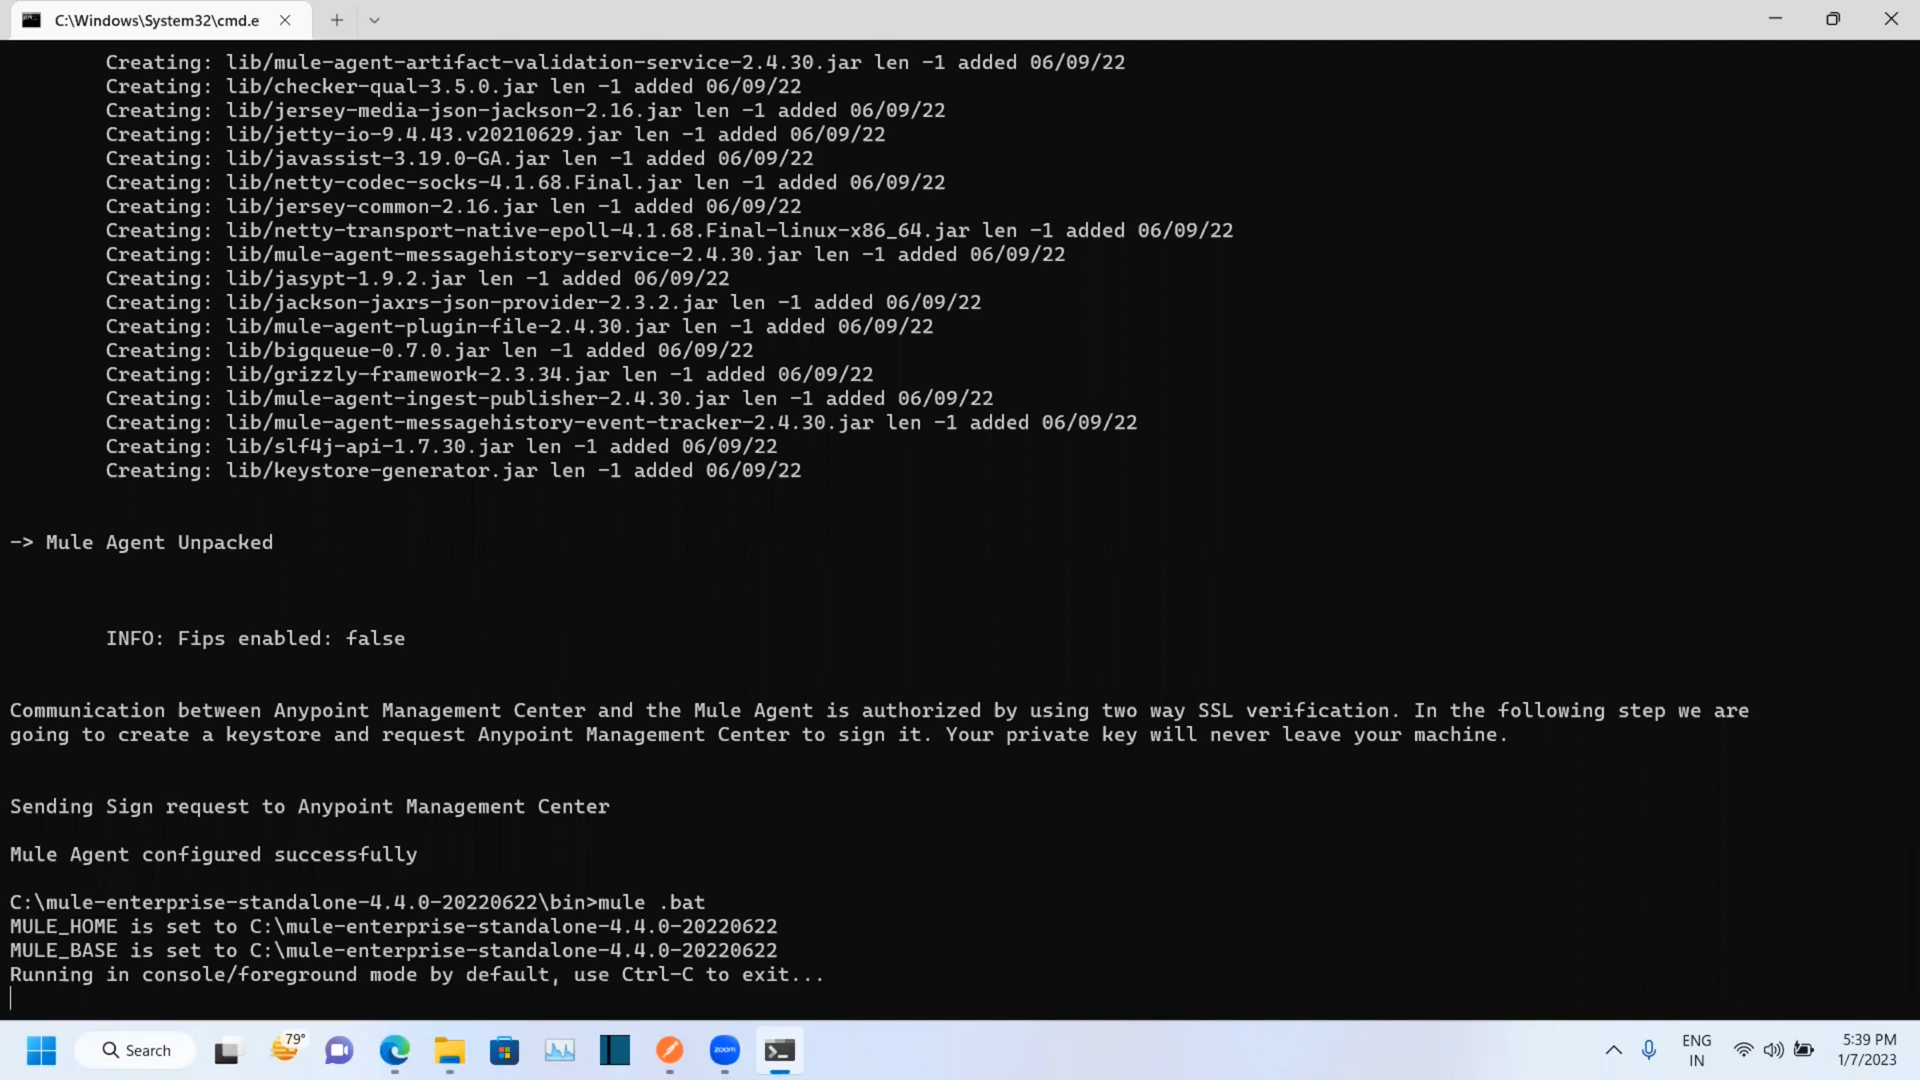 C:\Windows\System32\cmd.e
Creating: lib/mule-agent-artifact-validation-service-2.4.30.jar len -1 added 06/09/22
Creating: lib/checker-qual-3.5.0.jar len -1 added 06/09/22
Creating: lib/jersey-media-json-jackson-2.16.jar len -1 added 06/09/22
Creating: lib/jetty-io-9.4.43.v20210629.jar len -1 added 06/09/22
Creating: lib/javassist-3.19.0-GA.jar len -1 added 06/09/22
Creating: lib/netty-codec-socks-4.1.68.Final.jar len -1 added 06/09/22
Creating: lib/jersey-common-2.16.jar len -1 added 06/09/22
Creating: lib/netty-transport-native-epoll-4.1.68.Final-linux-x86_64.jar len -1 added 06/09/22
Creating: lib/mule-agent-messagehistory-service-2.4.30.jar len -1 added 06/09/22
Creating: lib/jasypt-1.9.2.jar len -1 added 06/09/22
Creating: lib/jackson-jaxrs-json-provider-2.3.2.jar len -1 added 06/09/22
Creating: lib/mule-agent-plugin-file-2.4.30.jar len -1 added 06/09/22
Creating: lib/bigqueue-0.7.0.jar len -1 added 06/09/22
Creating: lib/grizzly-framework-2.3.34.jar len -1 added 06/09/22
Creating: lib/mule-agent-ingest-publisher-2.4.30.jar len -1 added 06/09/22
Creating: lib/mule-agent-messagehistory-event-tracker-2.4.30.jar len -1 added 06/09/22
Creating: lib/slf4j-api-1.7.30.jar len -1 added 06/09/22
Creating: lib/keystore-generator.jar len -1 added 06/09/22
-> Mule Agent Unpacked
INFO: Fips enabled: false
Communication between Anypoint Management Center and the Mule Agent is authorized by using two way SSL verification. In the following step we are
going to create a keystore and request Anypoint Management Center to sign it. Your private key will never leave your machine.
Sending Sign request to Anypoint Management Center
Mule Agent configured successfully
C:\mule-enterprise-standalone-4.4.0-20220622\bin>mule .bat
MULE_HOME is set to C:\mule-enterprise-standalone-4.4.0-20220622
MULE_BASE is set to C:\mule-enterprise-standalone-4.4.0-20220622
Running in console/foreground mode by default, use Ctrl-C to exit...
Search
79°
zoom
ENG
IN
5:39 PM
1/7/2023